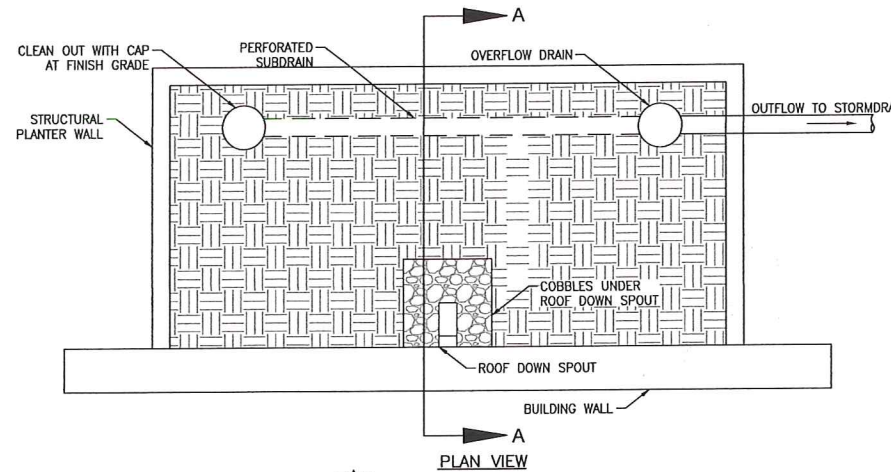 A
CLEAN OUT WITH CAP
AT FINISH GRADE
PERFORATED
SUBDRAIN
OVERFLOW DRAIN
STRUCTURAL
PLANTER WALL
OUTFLOW TO STORMDRA
COBBLES UNDER
ROOF DOWN SPOUT
ROOF DOWN SPOUT
BUILDING WALL
A
PLAN VIEW